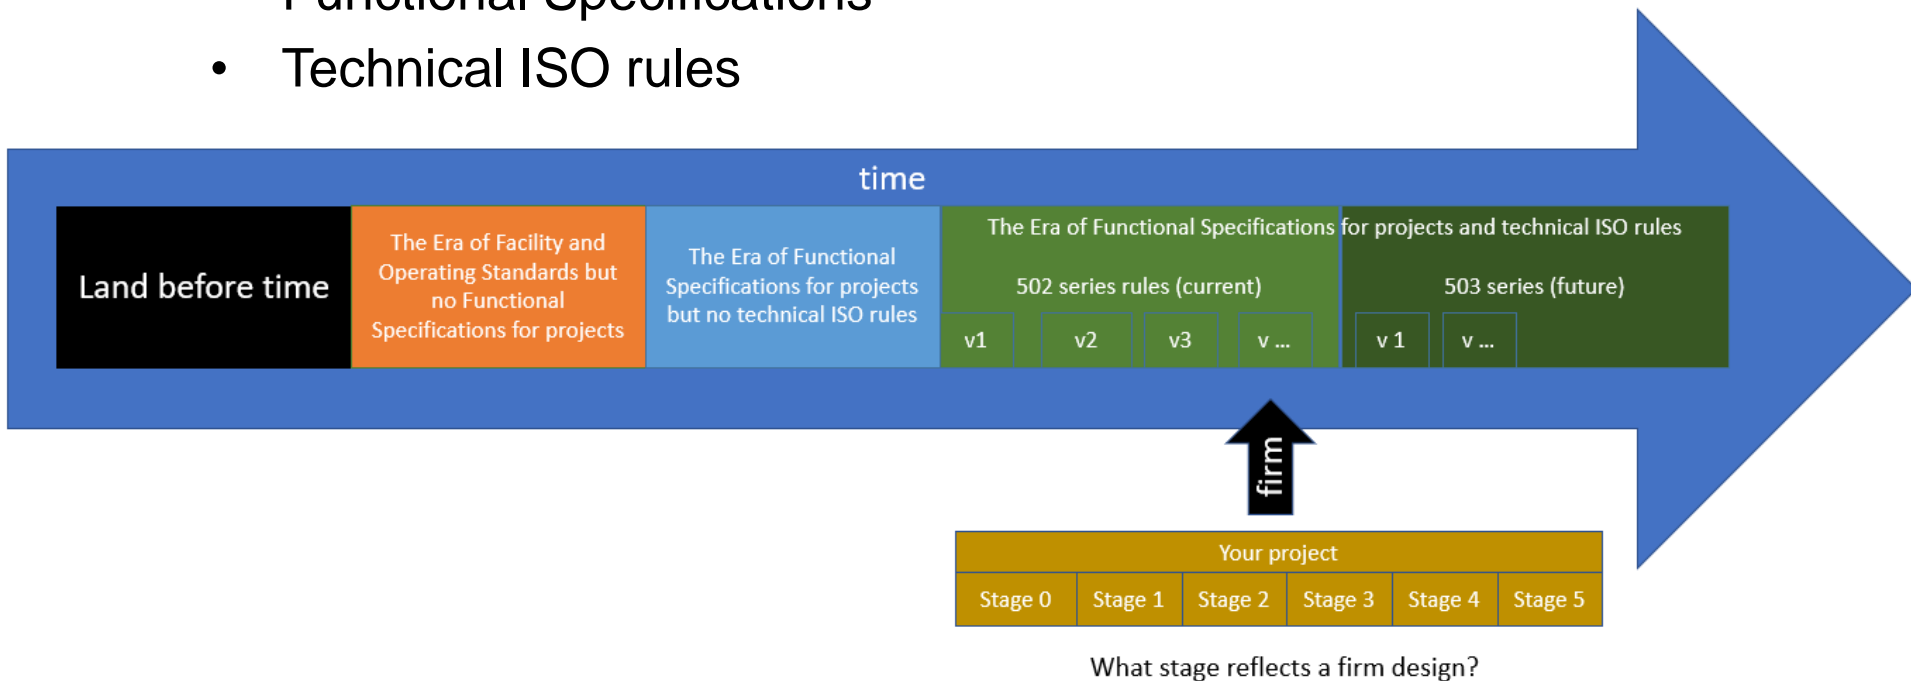 Functional Specifications
• Technical ISO rules
time
Land before time
The Era of Facility and
Operating Standards but
no Functional
Specifications for projects
The Era of Functional
Specifications for projects
but no technical ISO rules
The Era of Functional Specifications for projects and technical ISO rules
502 series rules (current)
503 series (future)
v1 v2 v3 v ...
v 1 v ...
firm
Your project
Stage 0 Stage 1 Stage 2 Stage 3 Stage 4 Stage 5
What stage reflects a firm design?